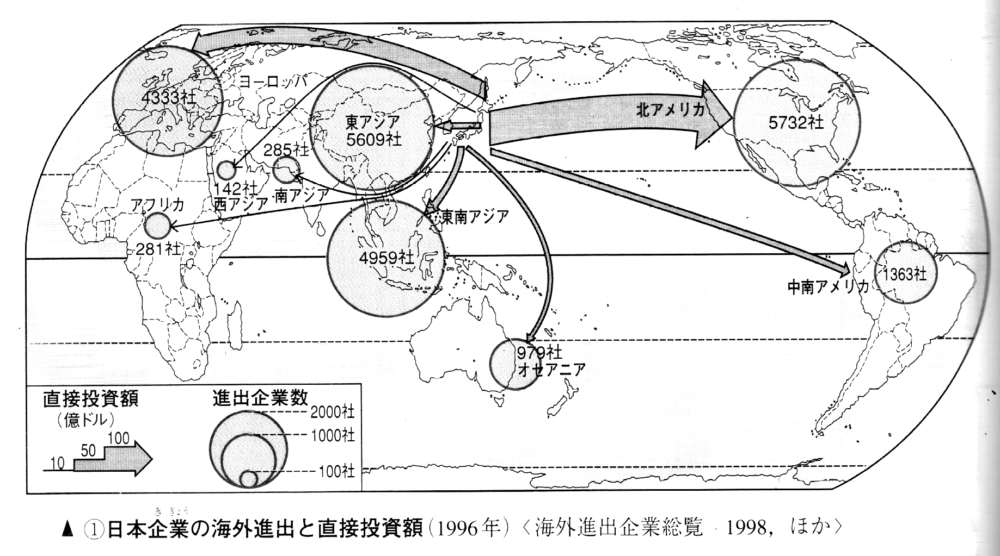 ヨーロッパ
4333社
東アジア
5609社
北アメリカ
5732社
285社
南アジア
142社
西アジア
アフリカ
281社
東南アジア
4959社
中南アメリカ
1363社
979社
オセアニア
直接投資額
（億ドル）
10
50
100
進出企業数
2000社
1000社
100社
き ぎょう
▲ ①日本企業の海外進出と直接投資額（1996年）〈海外進出企業総覧 1998，ほか〉